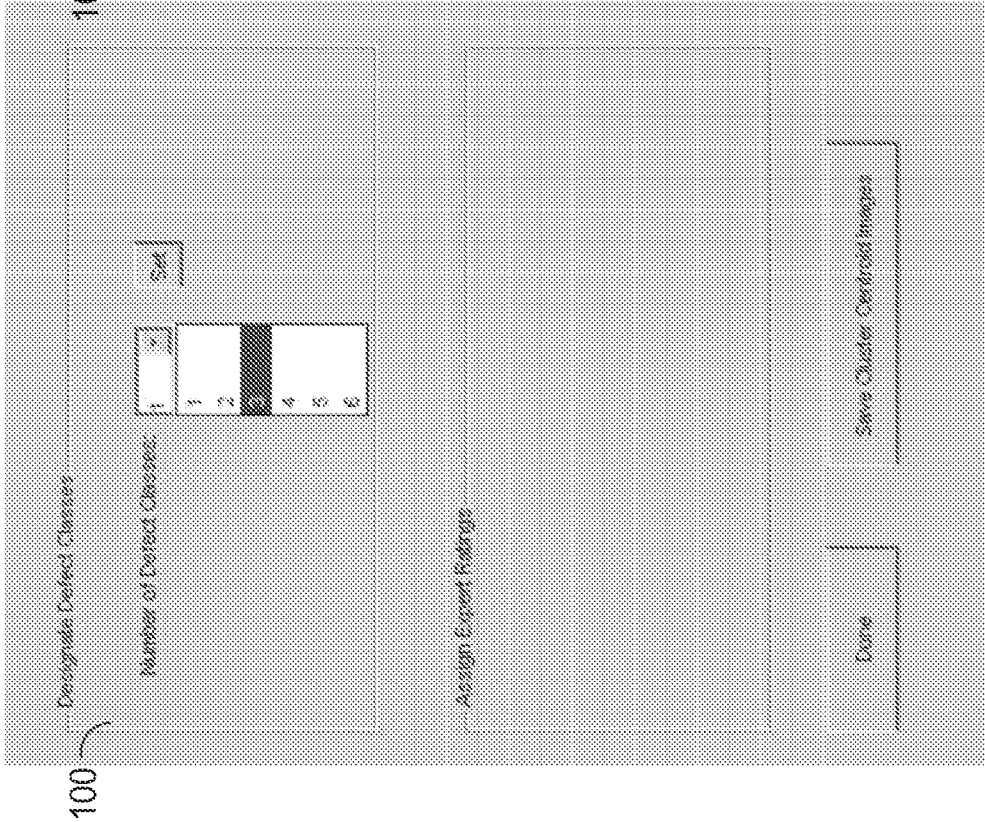 100
Designate Defect Classes
Number of Defect Classes:
1
Set
1
2
3
4
5
6
Assign Expert Ratings
Done
Save Cluster Centroid Images